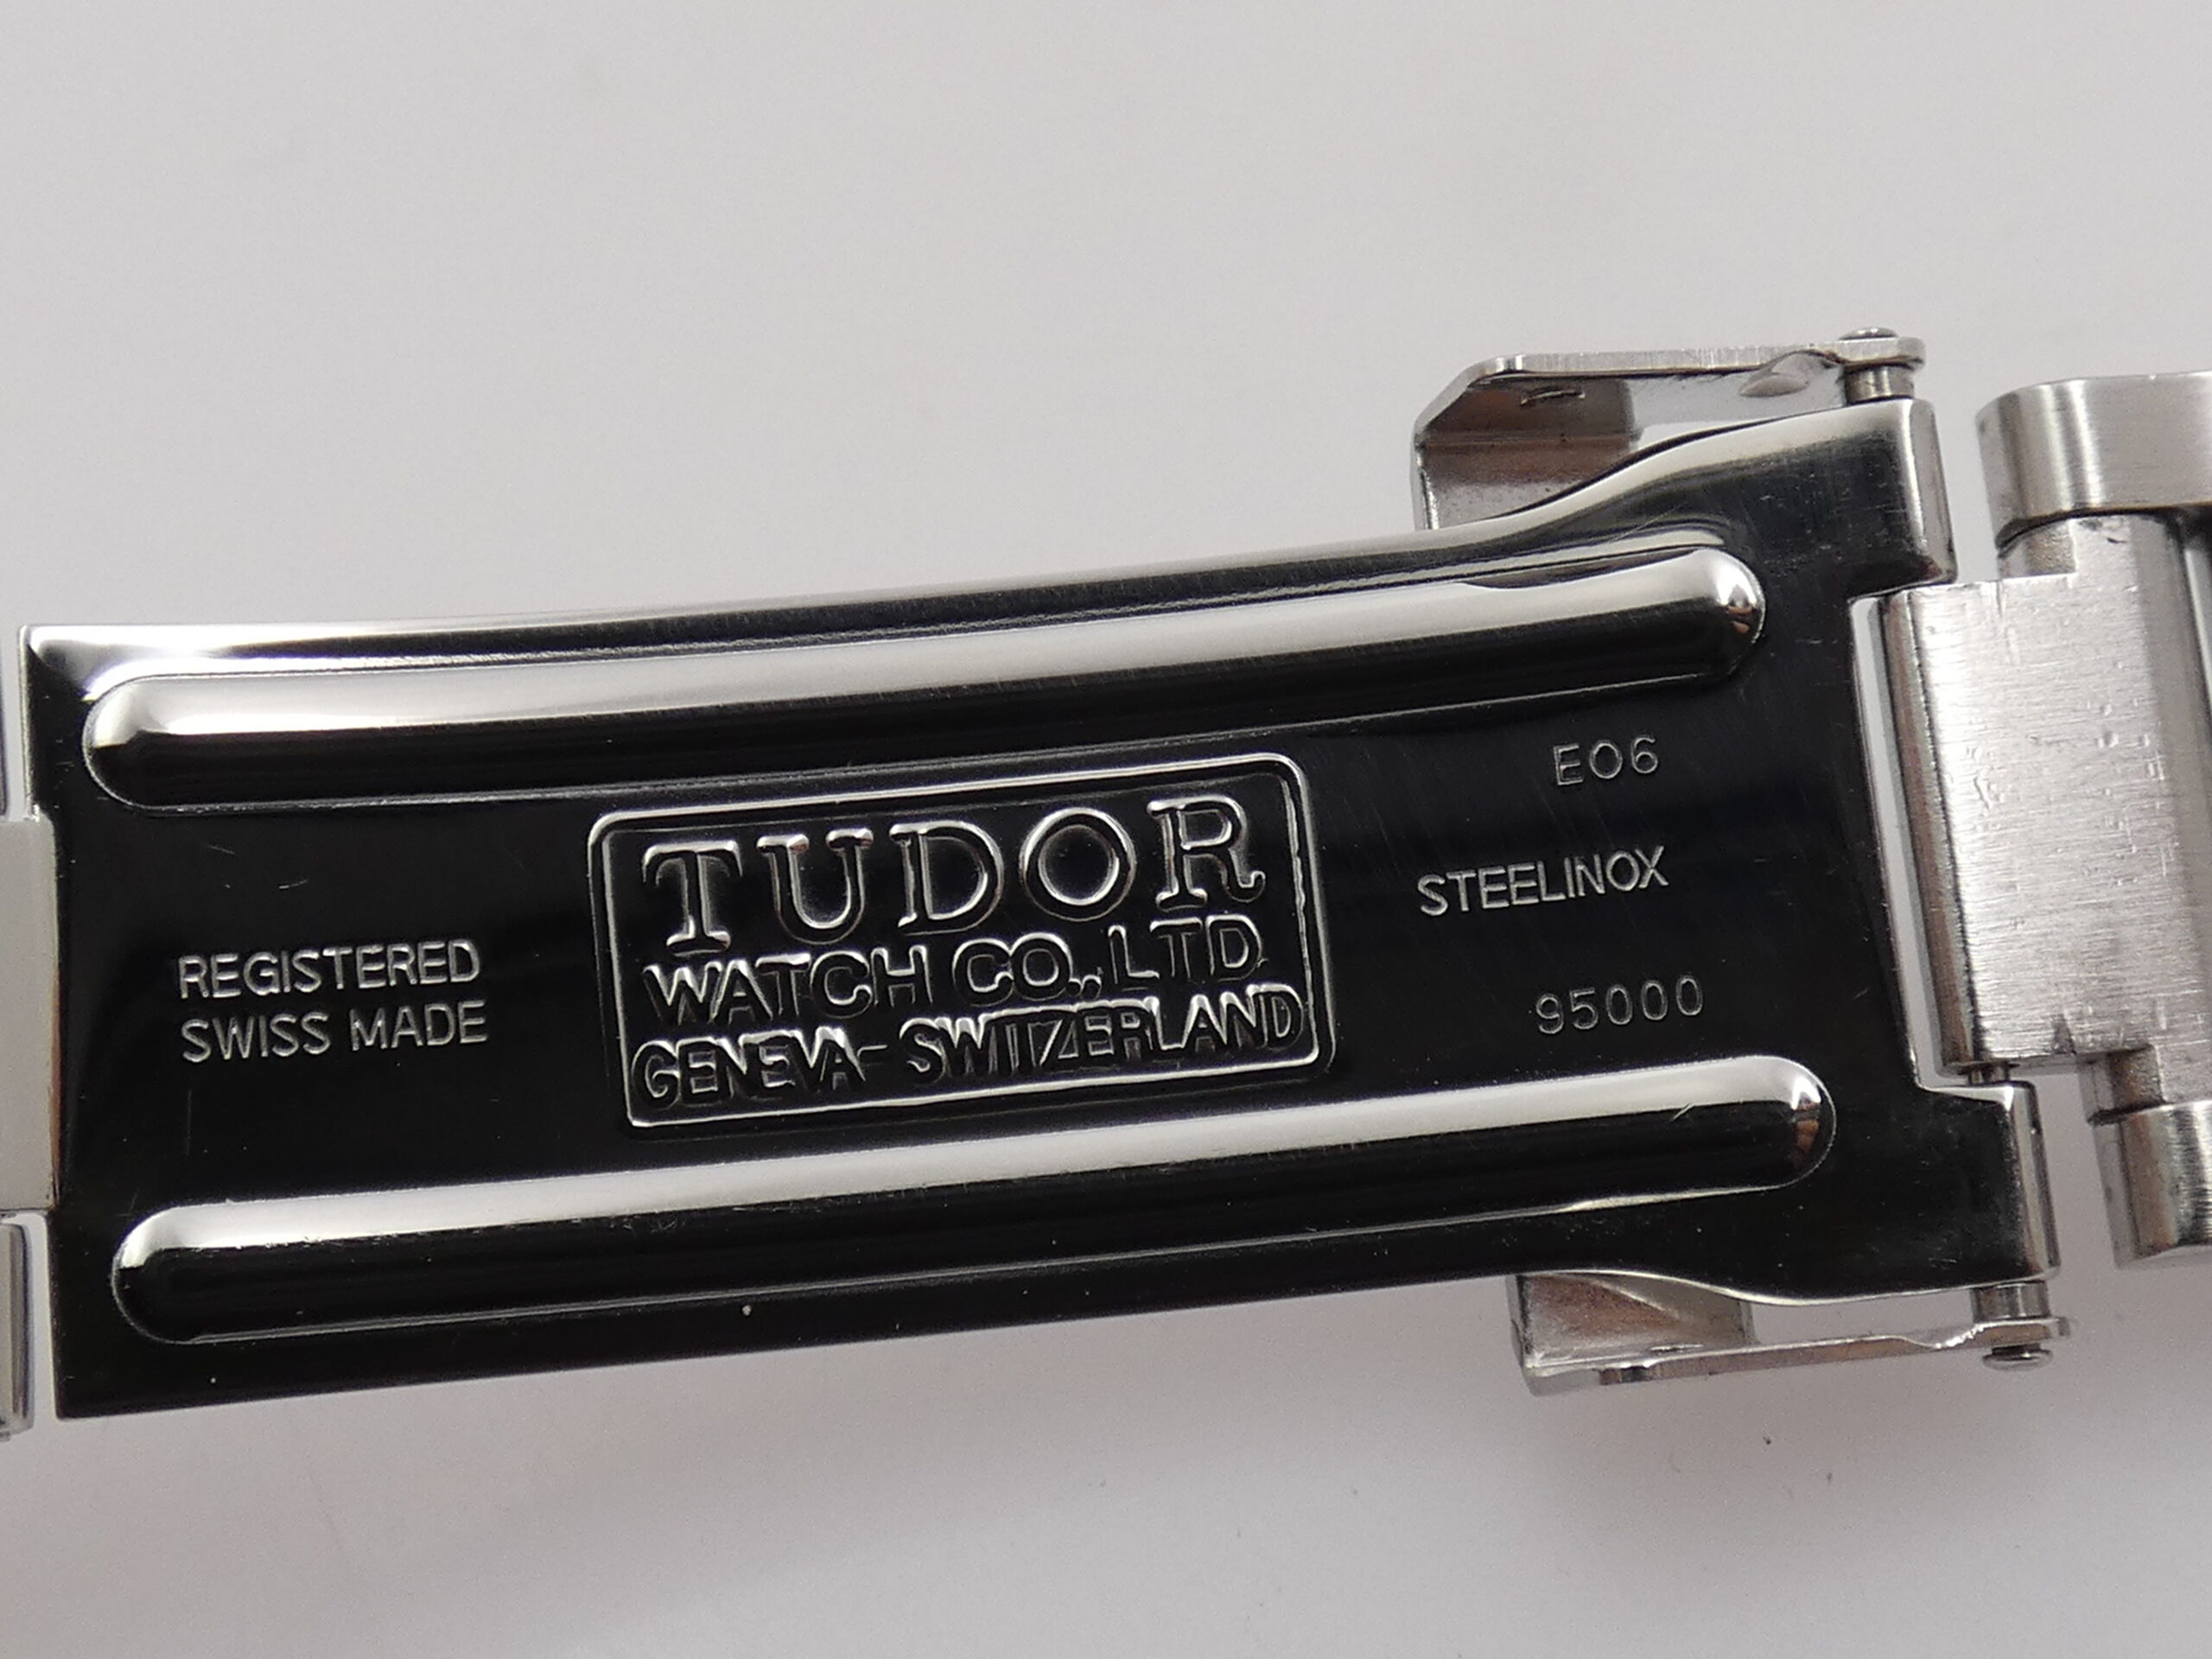 REGISTERED
SWISS MADE
TUDOR
WATCH CO., LTD
GENEVA - SWITZERLAND
E06
STEELINOX
95000